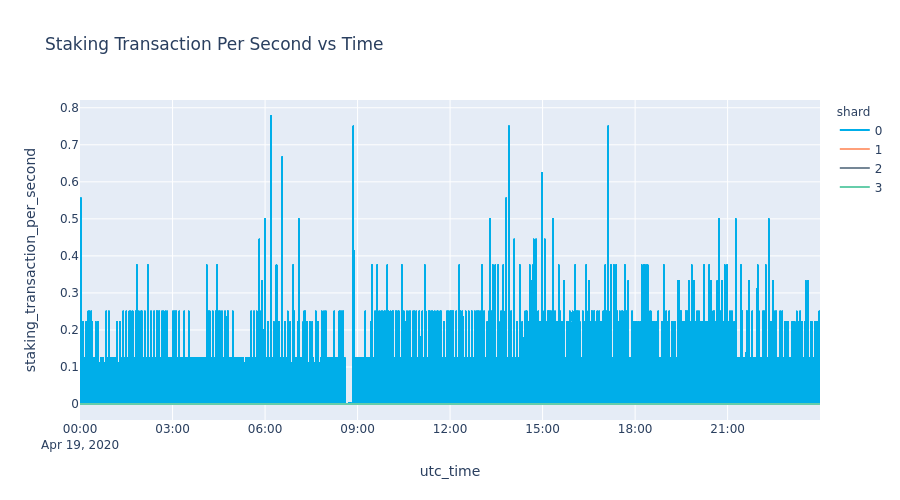 Staking Transaction Per Second vs Time
shard
0
1
2
3
staking_transaction_per_second
0.8
0.7
0.6
0.5
0.4
0.3
0.2
0.1
0
00:00 03:00 06:00 09:00 12:00 15:00 18:00 21:00
Apr 19, 2020
utc_time